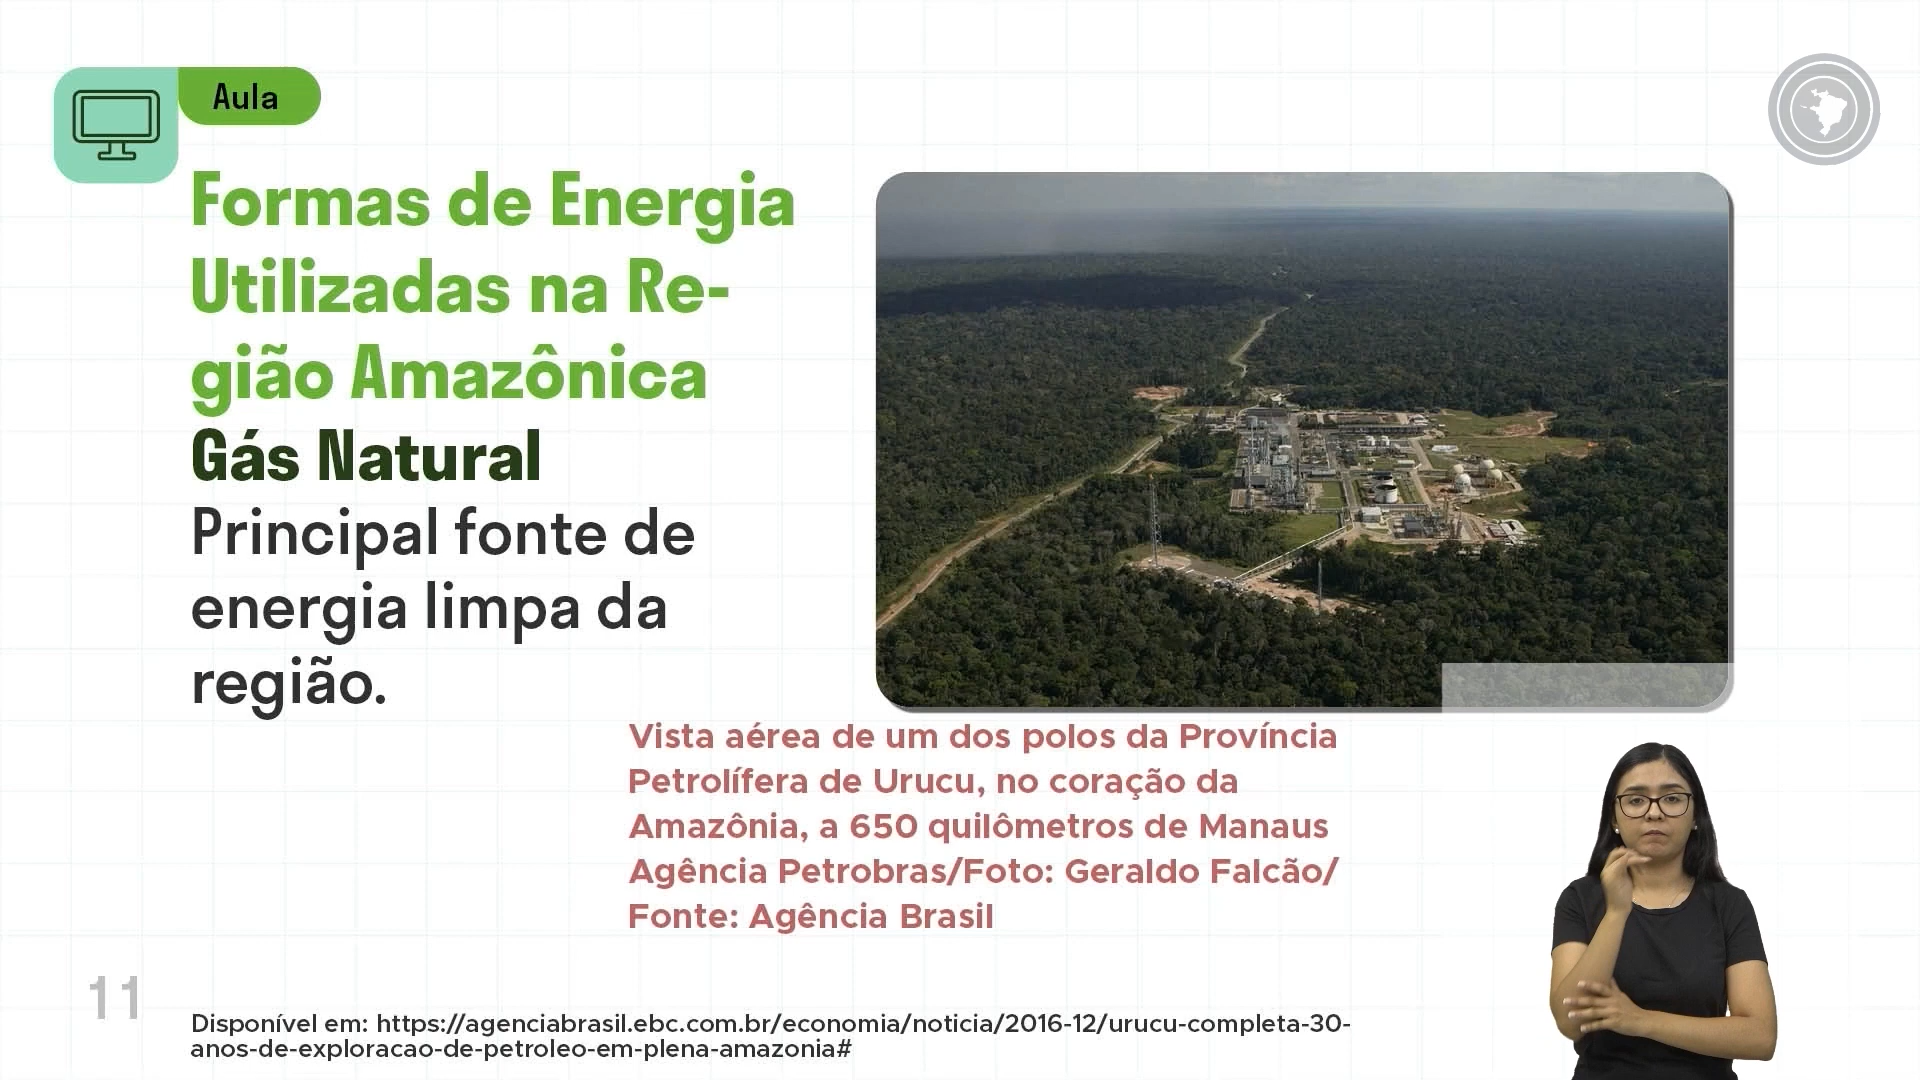 Aula
Formas de Energia
Utilizadas na Re-
gião Amazônica
Gás Natural
Principal fonte de
energia limpa da
região.
Vista aérea de um dos polos da Província
Petrolífera de Urucu, no coração da
Amazônia, a 650 quilômetros de Manaus
Agência Petrobras/Foto: Geraldo Falcão/
Fonte: Agência Brasil
11
Disponível em: https://agenciabrasil.ebc.com.br/economia/noticia/2016-12/urucu-completa-30-
anos-de-exploracao-de-petroleo-em-plena-amazonia#